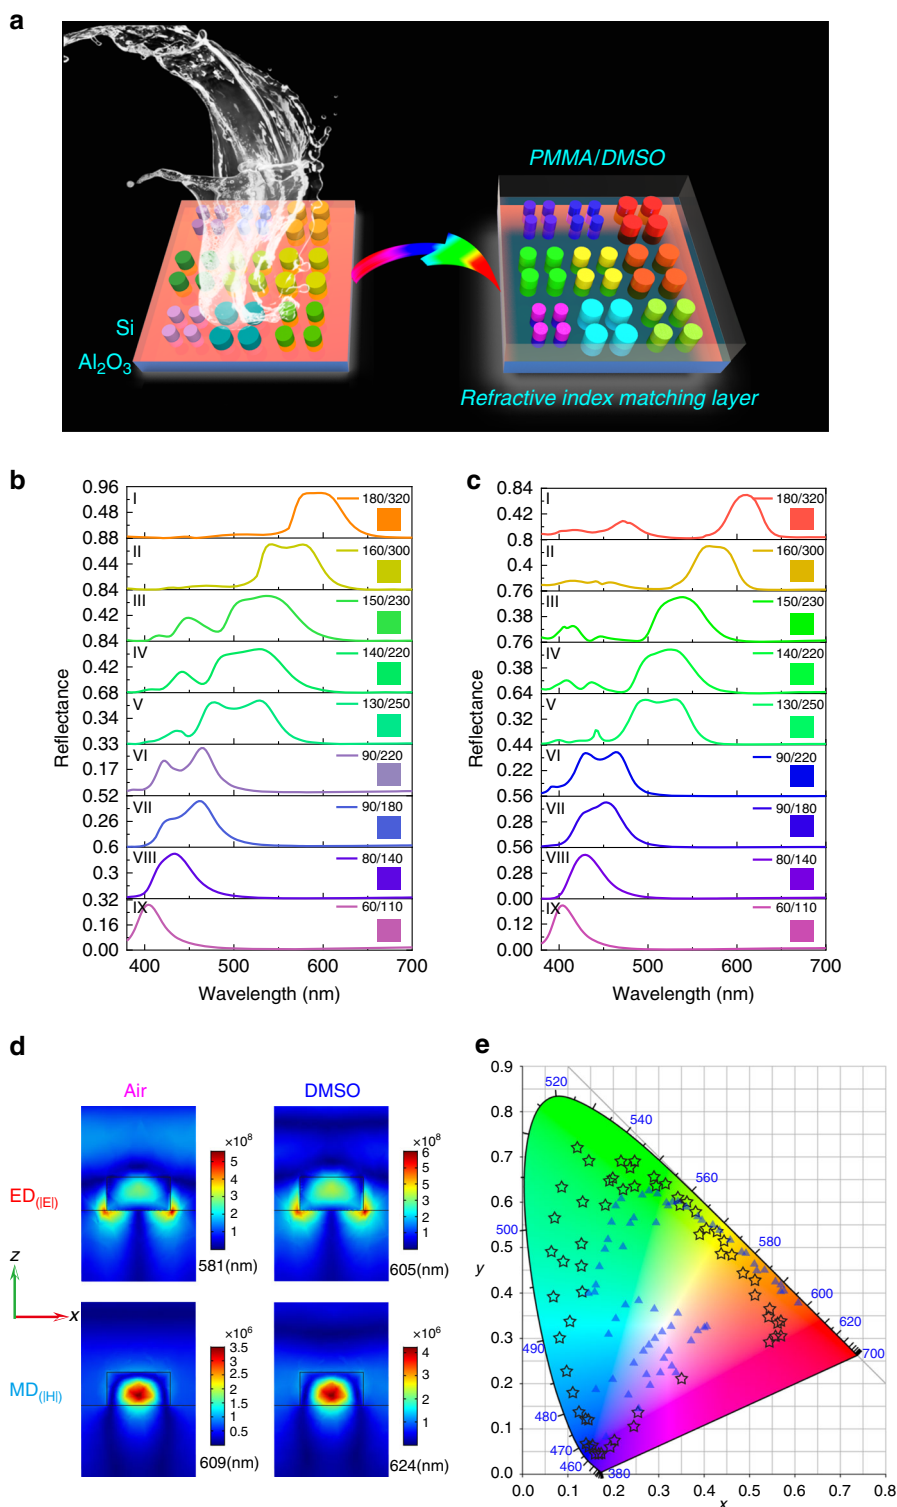 a
PMMA/DMSO
Si
Al₂O₃
Refractive index matching layer
b
0.96
I
180/320
0.48
0.88
II
160/300
0.44
0.84
III
150/230
0.42
0.84
IV
140/220
0.42
0.68
V
130/250
0.34
0.33
VI
90/220
0.17
0.52
VII
90/180
0.26
0.6
VIII
80/140
0.3
0.32
IX
60/110
0.16
0.00
Reflectance
400 500 600 700
Wavelength (nm)
c
0.84
I
180/320
0.42
0.8
II
160/300
0.4
0.76
III
150/230
0.38
0.76
IV
140/220
0.38
0.64
V
130/250
0.32
0.44
VI
90/220
0.22
0.56
VII
90/180
0.28
0.56
VIII
80/140
0.28
0.00
IX
60/110
0.12
0.00
Reflectance
400 500 600 700
Wavelength (nm)
d
Air DMSO
ED(|E|)
×10⁸
5
4
3
2
1
581(nm)
×10⁸
6
5
4
3
2
1
605(nm)
z
x
MD(|H|)
×10⁶
3.5
3
2.5
2
1.5
1
0.5
609(nm)
×10⁶
4
3
2
1
624(nm)
e
0.9
0.8
0.7
0.6
0.5
y
0.4
0.3
0.2
0.1
0.0
520
540
560
500
580
600
620
490
700
480
470
460
380
0.0 0.1 0.2 0.3 0.4 0.5 0.6 0.7 0.8
x